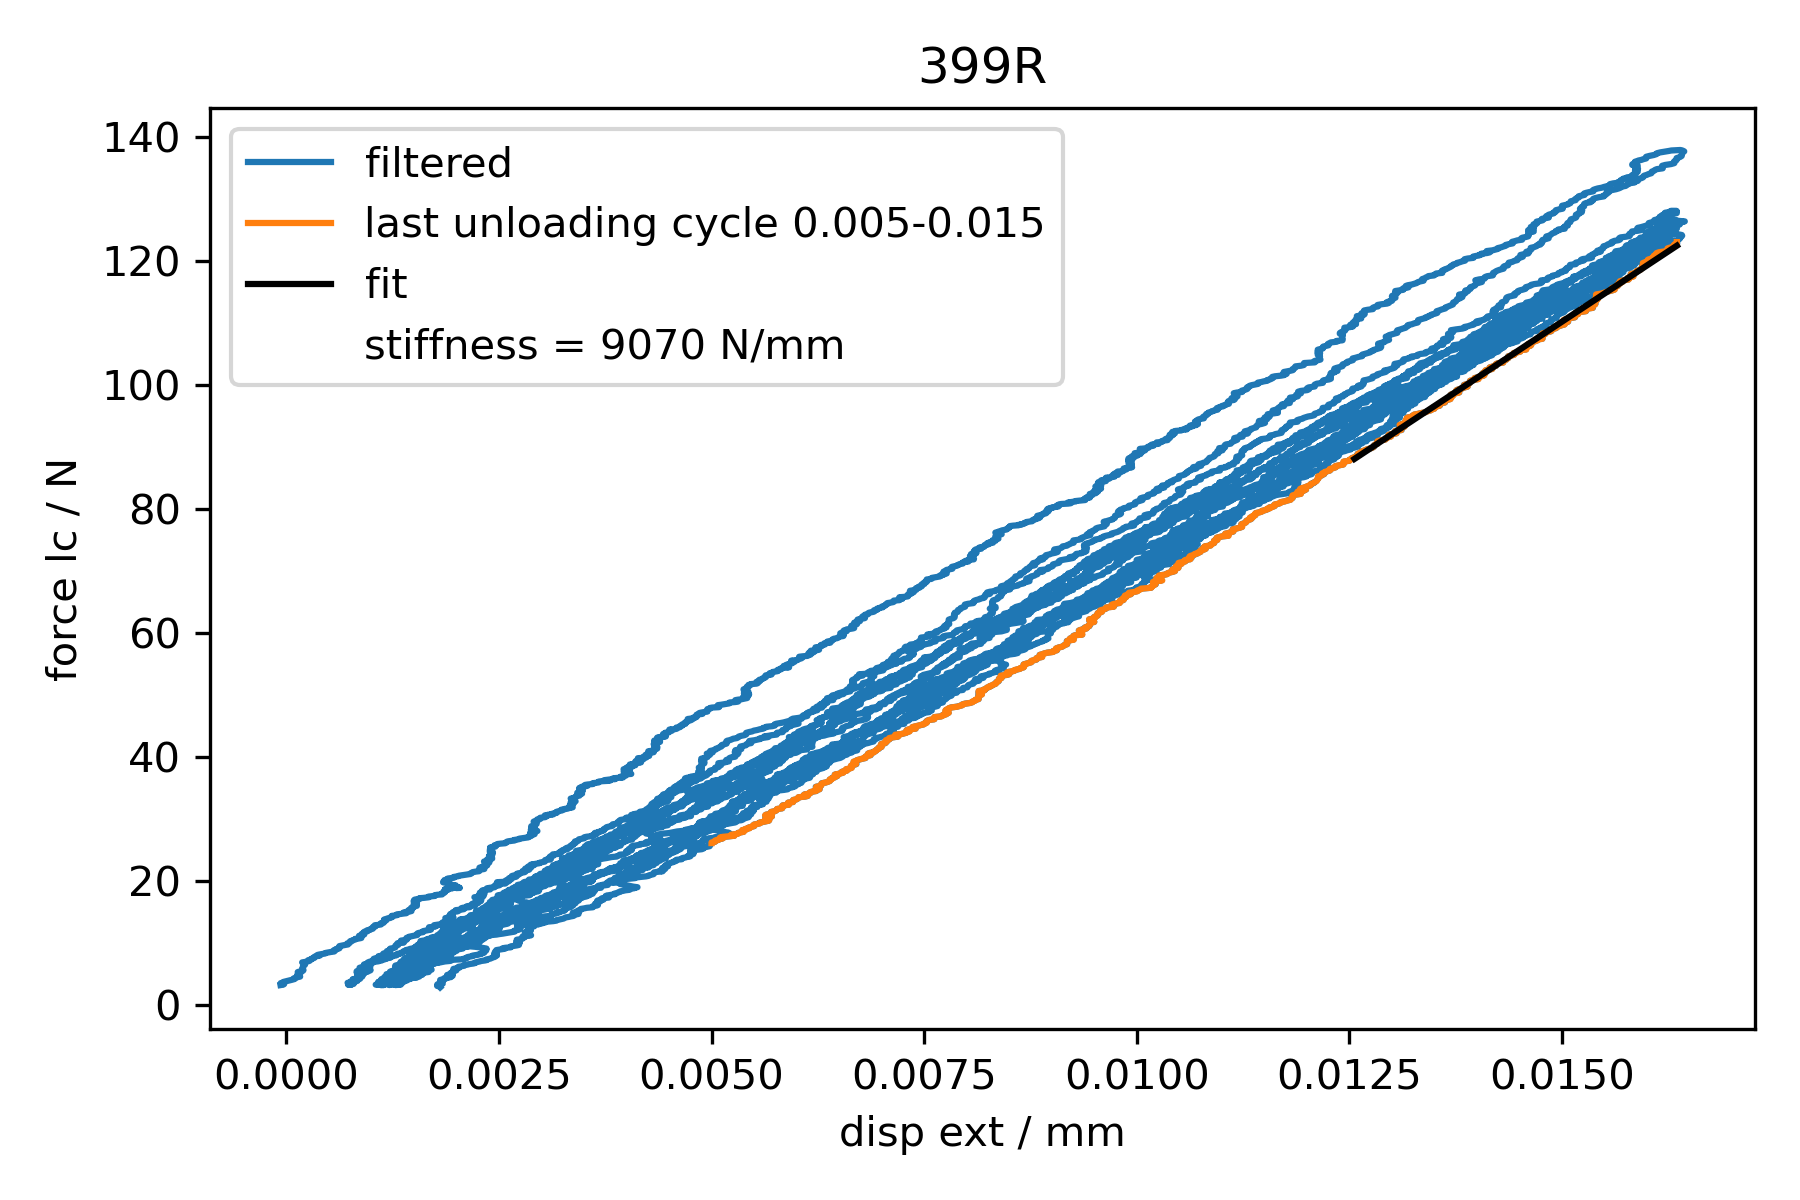 399R
filtered
last unloading cycle 0.005-0.015
fit
stiffness = 9070 N/mm
force lc / N
140
120
100
80
60
40
20
0
0.0000 0.0025 0.0050 0.0075 0.0100 0.0125 0.0150
disp ext / mm